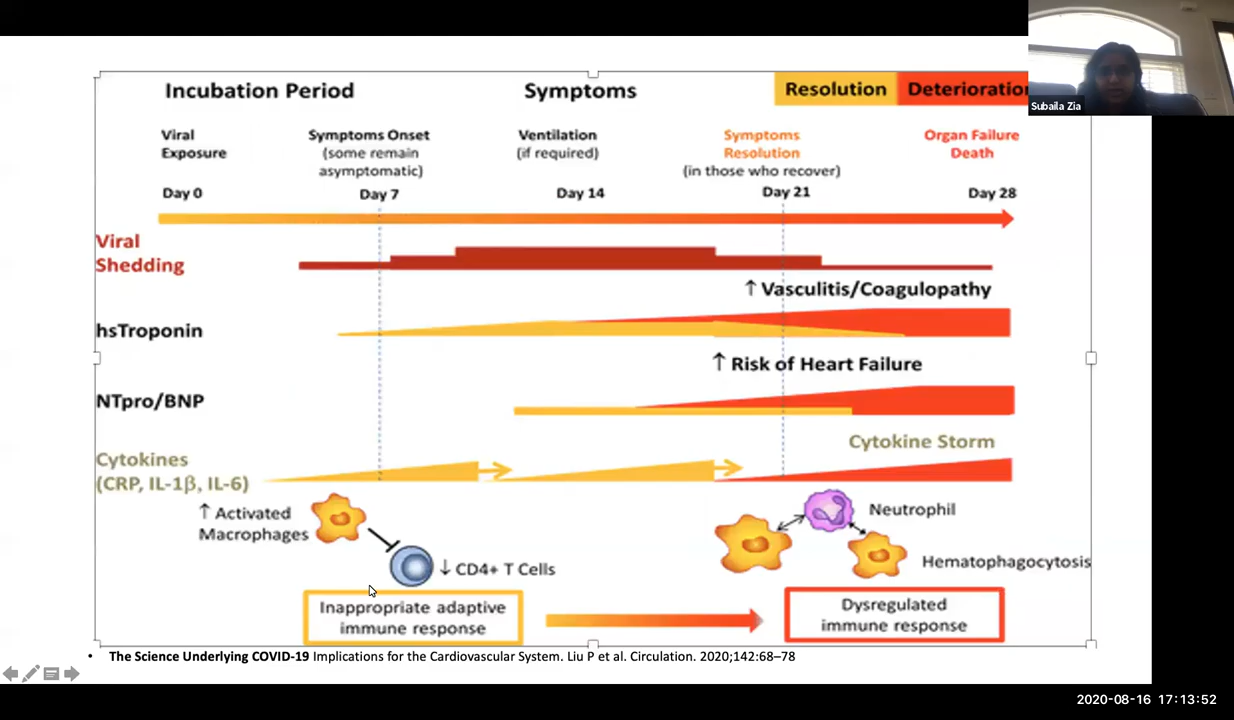 Incubation Period
Symptoms
Resolution
Deterioration
Subaila Zia
Viral
Exposure
Day 0
Symptoms Onset
(some remain
asymptomatic)
Day 7
Ventilation
(if required)
Day 14
Symptoms
Resolution
(in those who recover)
Day 21
Organ Failure
Death
Day 28
Viral
Shedding
↑ Vasculitis/Coagulopathy
hsTroponin
↑ Risk of Heart Failure
NTpro/BNP
Cytokine Storm
Cytokines
(CRP, IL-1β, IL-6)
↑ Activated
Macrophages
↓ CD4+ T Cells
Neutrophil
Hematophagocytosis
Inappropriate adaptive
immune response
Dysregulated
immune response
• The Science Underlying COVID-19 Implications for the Cardiovascular System. Liu P et al. Circulation. 2020;142:68–78
2020-08-16 17:13:52